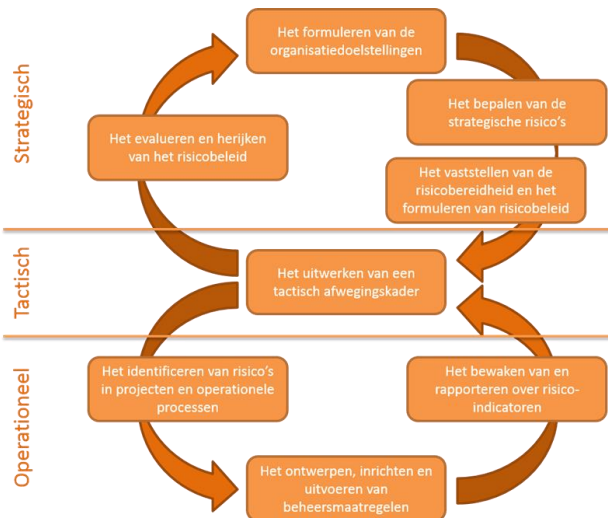 Strategisch
Het formuleren van de
organisatiedoelstellingen
Het bepalen van de
strategische risico's
Het evalueren en herijken
van het risicobeleid
Het vaststellen van de
risicobereidheid en het
formuleren van risicobeleid
Tactisch
Het uitwerken van een
tactisch afwegingskader
Operationeel
Het identificeren van risico's
in projecten en operationele
processen
Het bewaken van en
rapporteren over risico-
indicatoren
Het ontwerpen, inrichten en
uitvoeren van
beheersmaatregelen